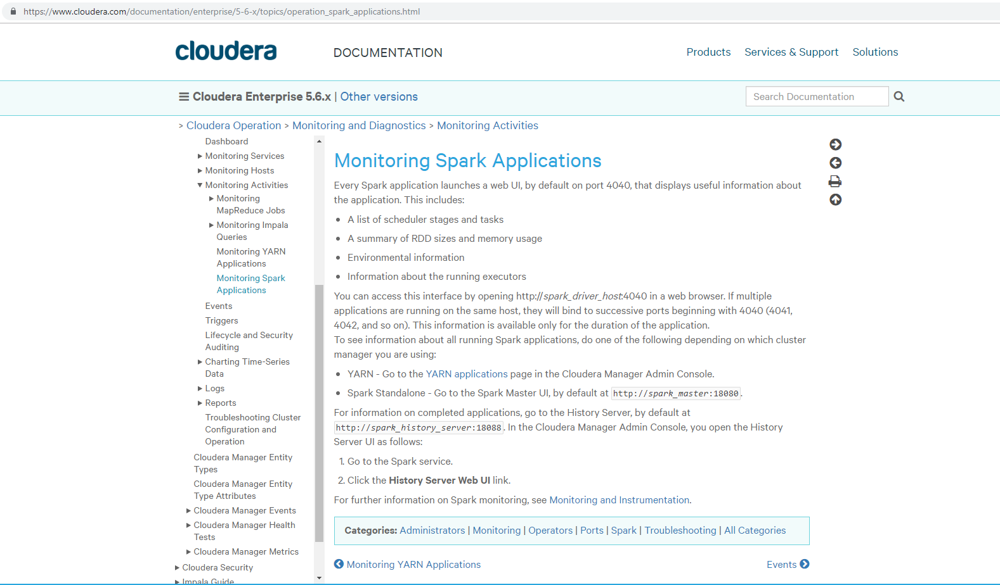 https://www.cloudera.com/documentation/enterprise/5-6-x/topics/operation_spark_applications.html
cloudera
DOCUMENTATION
Products Services & Support Solutions
Cloudera Enterprise 5.6.x | Other versions
Search Documentation
> Cloudera Operation > Monitoring and Diagnostics > Monitoring Activities
Dashboard
Monitoring Services
Monitoring Hosts
Monitoring Activities
Monitoring
MapReduce Jobs
Monitoring Impala
Queries
Monitoring YARN
Applications
Monitoring Spark
Applications
Events
Triggers
Lifecycle and Security
Auditing
Charting Time-Series
Data
Logs
Reports
Troubleshooting Cluster
Configuration and
Operation
Cloudera Manager Entity
Types
Cloudera Manager Entity
Type Attributes
Cloudera Manager Events
Cloudera Manager Health
Tests
Cloudera Manager Metrics
Cloudera Security
Impala Guide
Monitoring Spark Applications
Every Spark application launches a web UI, by default on port 4040, that displays useful information about
the application. This includes:
• A list of scheduler stages and tasks
• A summary of RDD sizes and memory usage
• Environmental information
• Information about the running executors
You can access this interface by opening http://spark_driver_host:4040 in a web browser. If multiple
applications are running on the same host, they will bind to successive ports beginning with 4040 (4041,
4042, and so on). This information is available only for the duration of the application.
To see information about all running Spark applications, do one of the following depending on which cluster
manager you are using:
• YARN - Go to the YARN applications page in the Cloudera Manager Admin Console.
• Spark Standalone - Go to the Spark Master UI, by default at http://spark_master:18080.
For information on completed applications, go to the History Server, by default at
http://spark_history_server:18088. In the Cloudera Manager Admin Console, you open the History
Server UI as follows:
1. Go to the Spark service.
2. Click the History Server Web UI link.
For further information on Spark monitoring, see Monitoring and Instrumentation.
Categories: Administrators | Monitoring | Operators | Ports | Spark | Troubleshooting | All Categories
Monitoring YARN Applications
Events